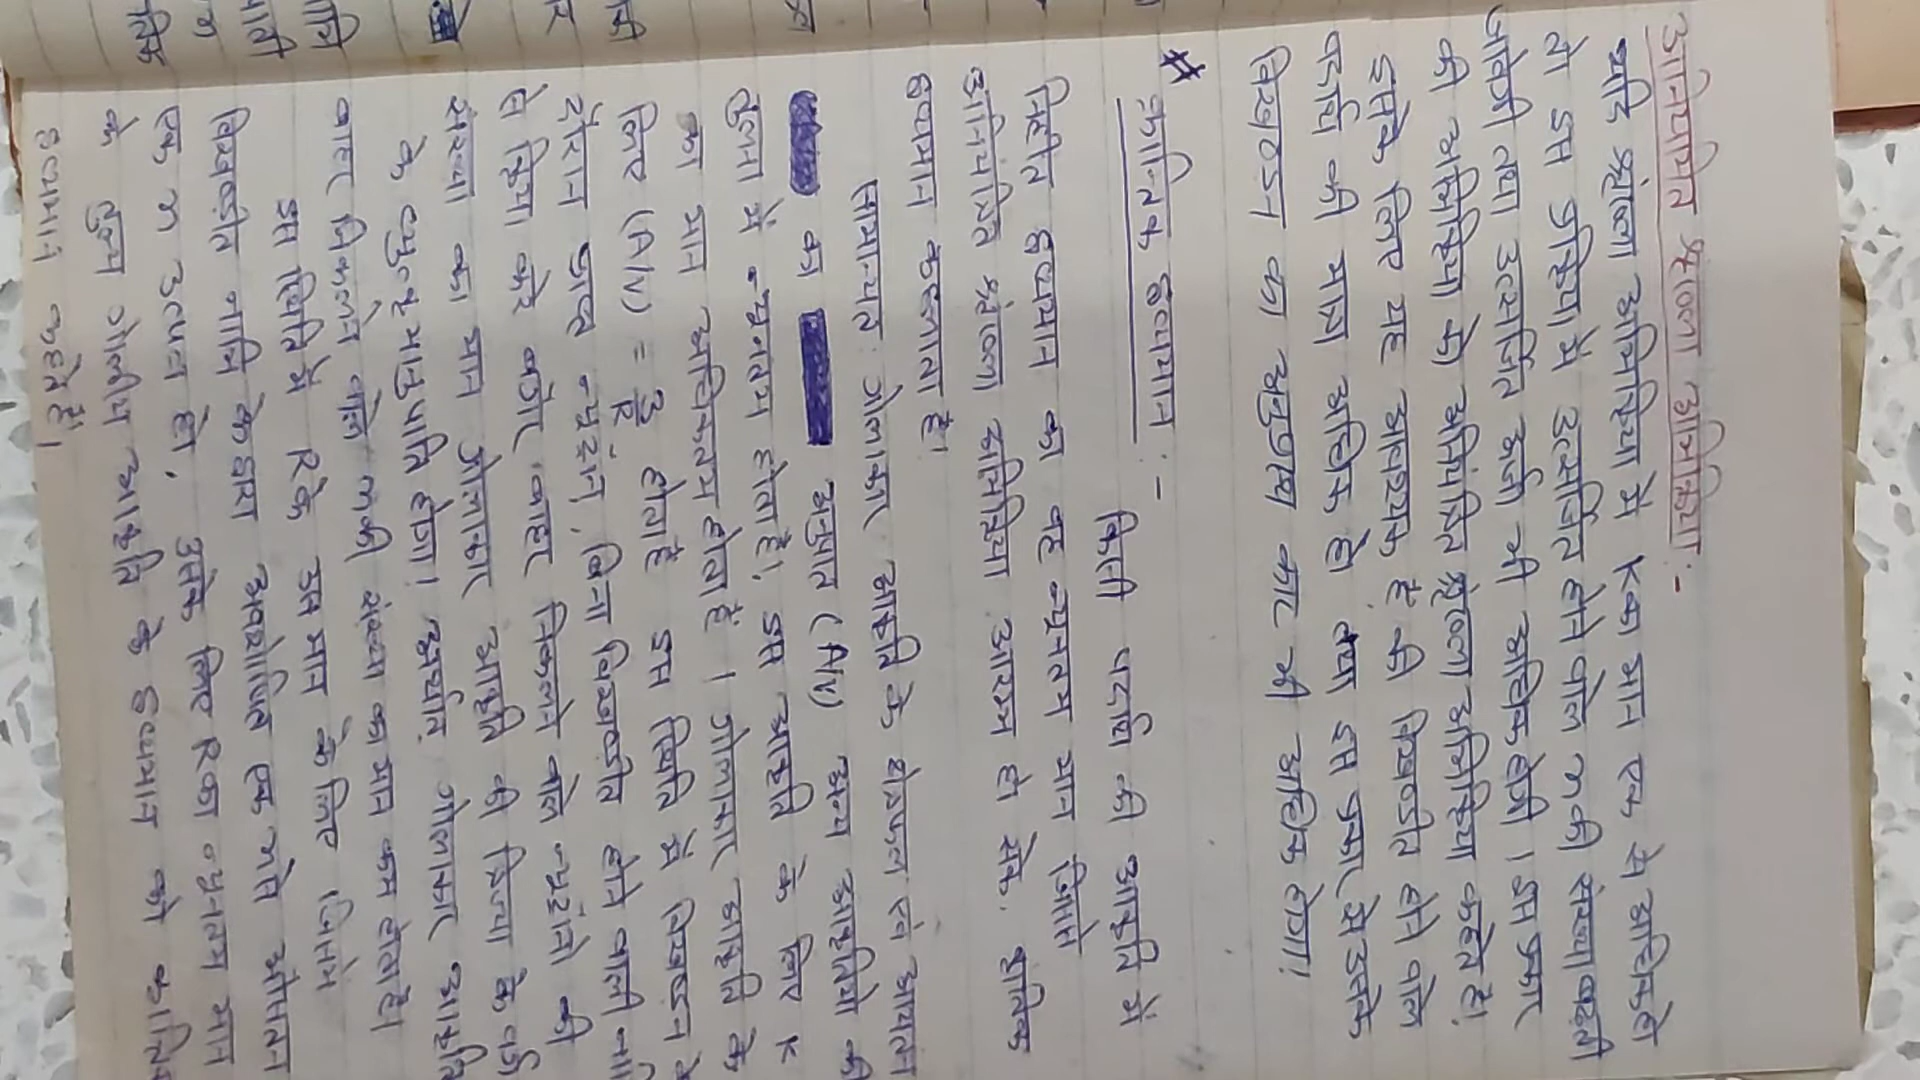 अनियंत्रित श्रृंखला अभिक्रिया :-
यदि श्रृंखला अभिक्रिया में K का मान एक से अधिक हो
तो इस प्रक्रिया में उत्सर्जित होने वाले n की संख्या बढ़ती
जायेगी तथा उत्सर्जित ऊर्जा भी अधिक होगी । इस प्रकार
की अभिक्रिया को अनियंत्रित श्रृंखला अभिक्रिया कहते है।
इसके लिए यह आवश्यक है की विखण्डित होने वाले
पदार्थ की मात्रा अधिक हो तथा इस प्रकार से उसके
विखण्डन का अनुप्रस्थ काट भी अधिक होगा।
# क्रान्तिक द्रव्यमान :-
किसी पदार्थ की आकृति में
निहीत द्रव्यमान का वह न्यूनतम मान जिसमे
अनियंत्रित श्रंखला अभिक्रिया आरम्भ हो सके. क्रान्तिक
द्रव्यमान कहलाता है।
सामान्यत: गोलाकार आकृति के क्षेत्रफल एवं आयतन
का अनुपात (A/V) अन्य आकृतियो की
तुलना में न्यूनतम होता है, इस आकृति के लिए K
का मान अधिकतम होता है । गोलाकार आकृति के
लिए (A/V) = 3/R होता है इस स्थिति में विखण्डन के
दौरान प्राप्त न्यूट्रॉन, बिना विखण्डीत होने वाली
से क्रिया करे बगैर बाहर निकलने वाले न्यूट्रॉनो की
संख्या का मान गोलाकार आकृति की त्रिज्या के वर्ग
के व्युत्क्रमानुपाति होगा। अर्थात् गोलाकार आकृति
बाहर निकलने वाले n की संख्या का मान कम होता है।
इस स्थिति में R के उस मान के लिए जिसमे
विखण्डीत नाभि के द्वारा अवशोषित एक n से औसतन
एक n उत्पन्न हो, उसके लिए R का न्युनतम मान
के तुल्य गोलीय आकृति के द्रव्यमान को क्रान्तिक
द्रव्यमान कहते हैं।